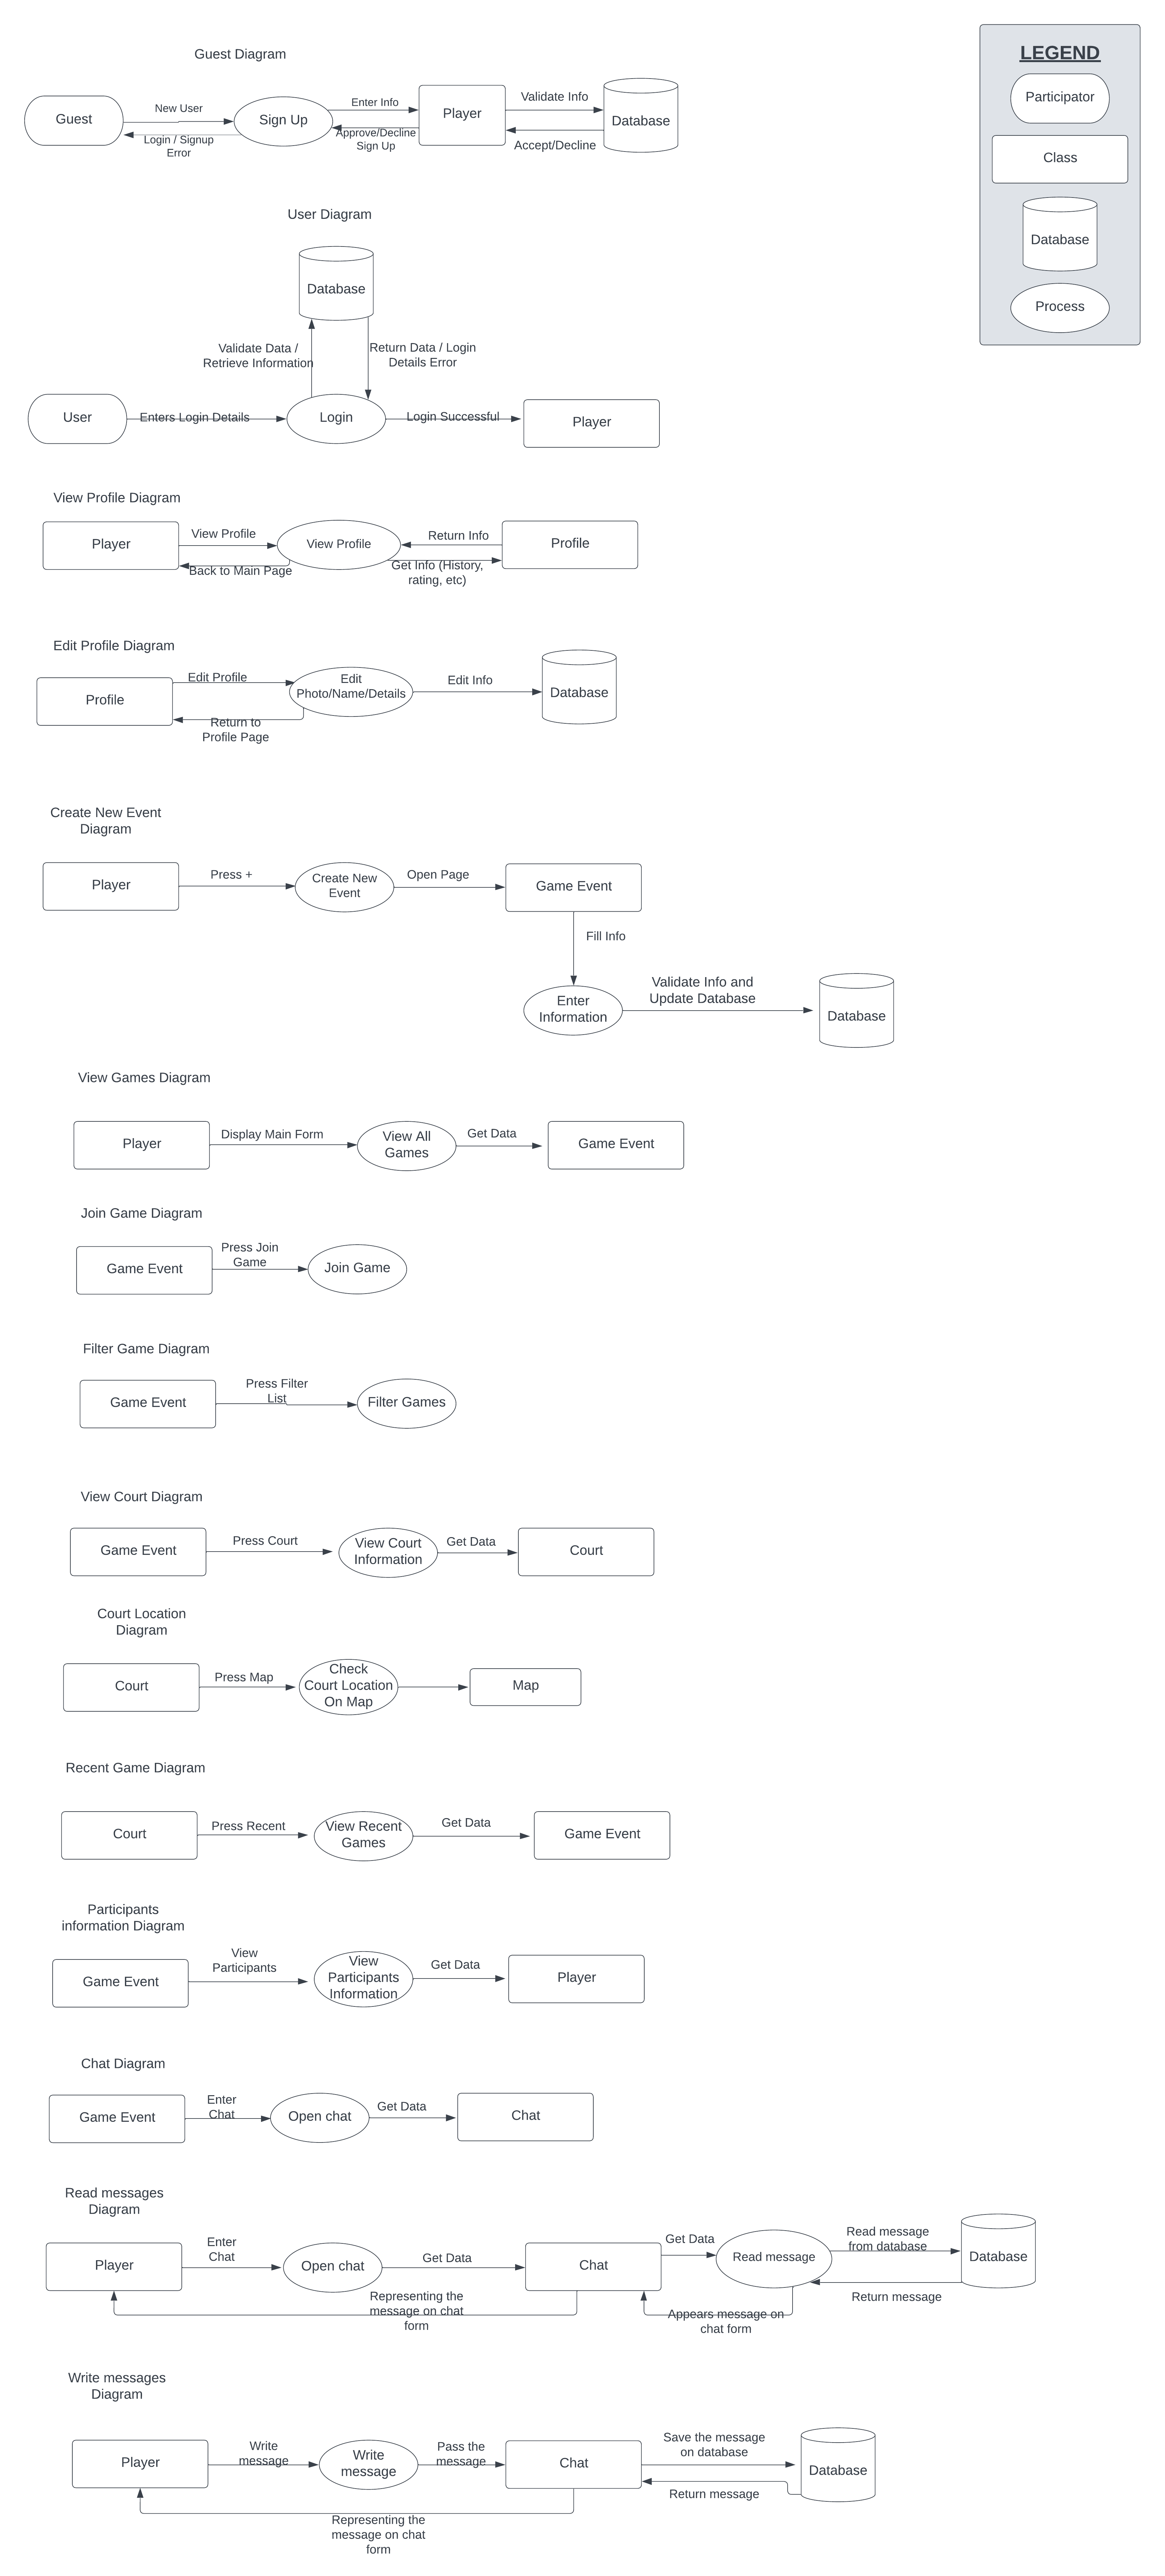 Guest Diagram
LEGEND
Participator
Class
Database
Process
Guest
New User
Login / Signup
Error
Sign Up
Enter Info
Approve/Decline
Sign Up
Player
Validate Info
Accept/Decline
Database
User Diagram
Database
Validate Data /
Retrieve Information
Return Data / Login
Details Error
User
Enters Login Details
Login
Login Successful
Player
View Profile Diagram
Player
View Profile
Back to Main Page
View Profile
Return Info
Get Info (History,
rating, etc)
Profile
Edit Profile Diagram
Profile
Edit Profile
Return to
Profile Page
Edit
Photo/Name/Details
Edit Info
Database
Create New Event
Diagram
Player
Press +
Create New
Event
Open Page
Game Event
Fill Info
Enter
Information
Validate Info and
Update Database
Database
View Games Diagram
Player
Display Main Form
View All
Games
Get Data
Game Event
Join Game Diagram
Game Event
Press Join
Game
Join Game
Filter Game Diagram
Game Event
Press Filter
List
Filter Games
View Court Diagram
Game Event
Press Court
View Court
Information
Get Data
Court
Court Location
Diagram
Court
Press Map
Check
Court Location
On Map
Map
Recent Game Diagram
Court
Press Recent
View Recent
Games
Get Data
Game Event
Participants
information Diagram
Game Event
View
Participants
View
Participants
Information
Get Data
Player
Chat Diagram
Game Event
Enter
Chat
Open chat
Get Data
Chat
Read messages
Diagram
Player
Enter
Chat
Open chat
Get Data
Chat
Get Data
Read message
Read message
from database
Database
Return message
Representing the
message on chat
form
Appears message on
chat form
Write messages
Diagram
Player
Write
message
Write
message
Pass the
message
Chat
Save the message
on database
Database
Return message
Representing the
message on chat
form